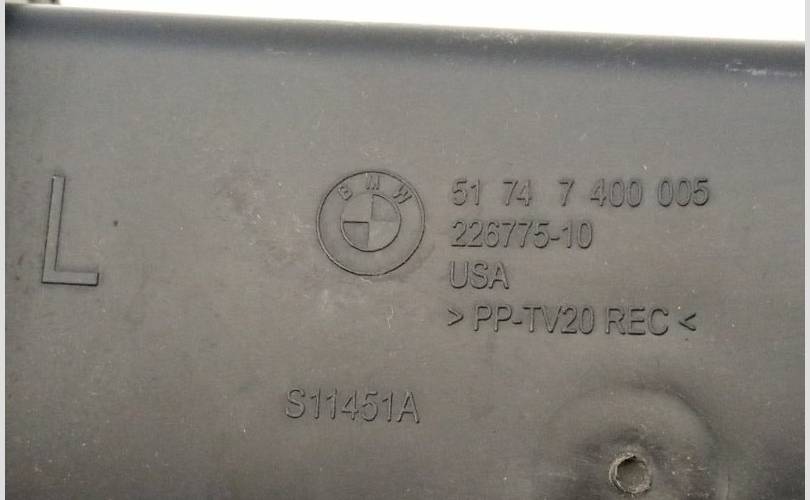 L
BMW
51 74 7 400 005
226775-10
USA
> PP-TV20 REC <
S11451A